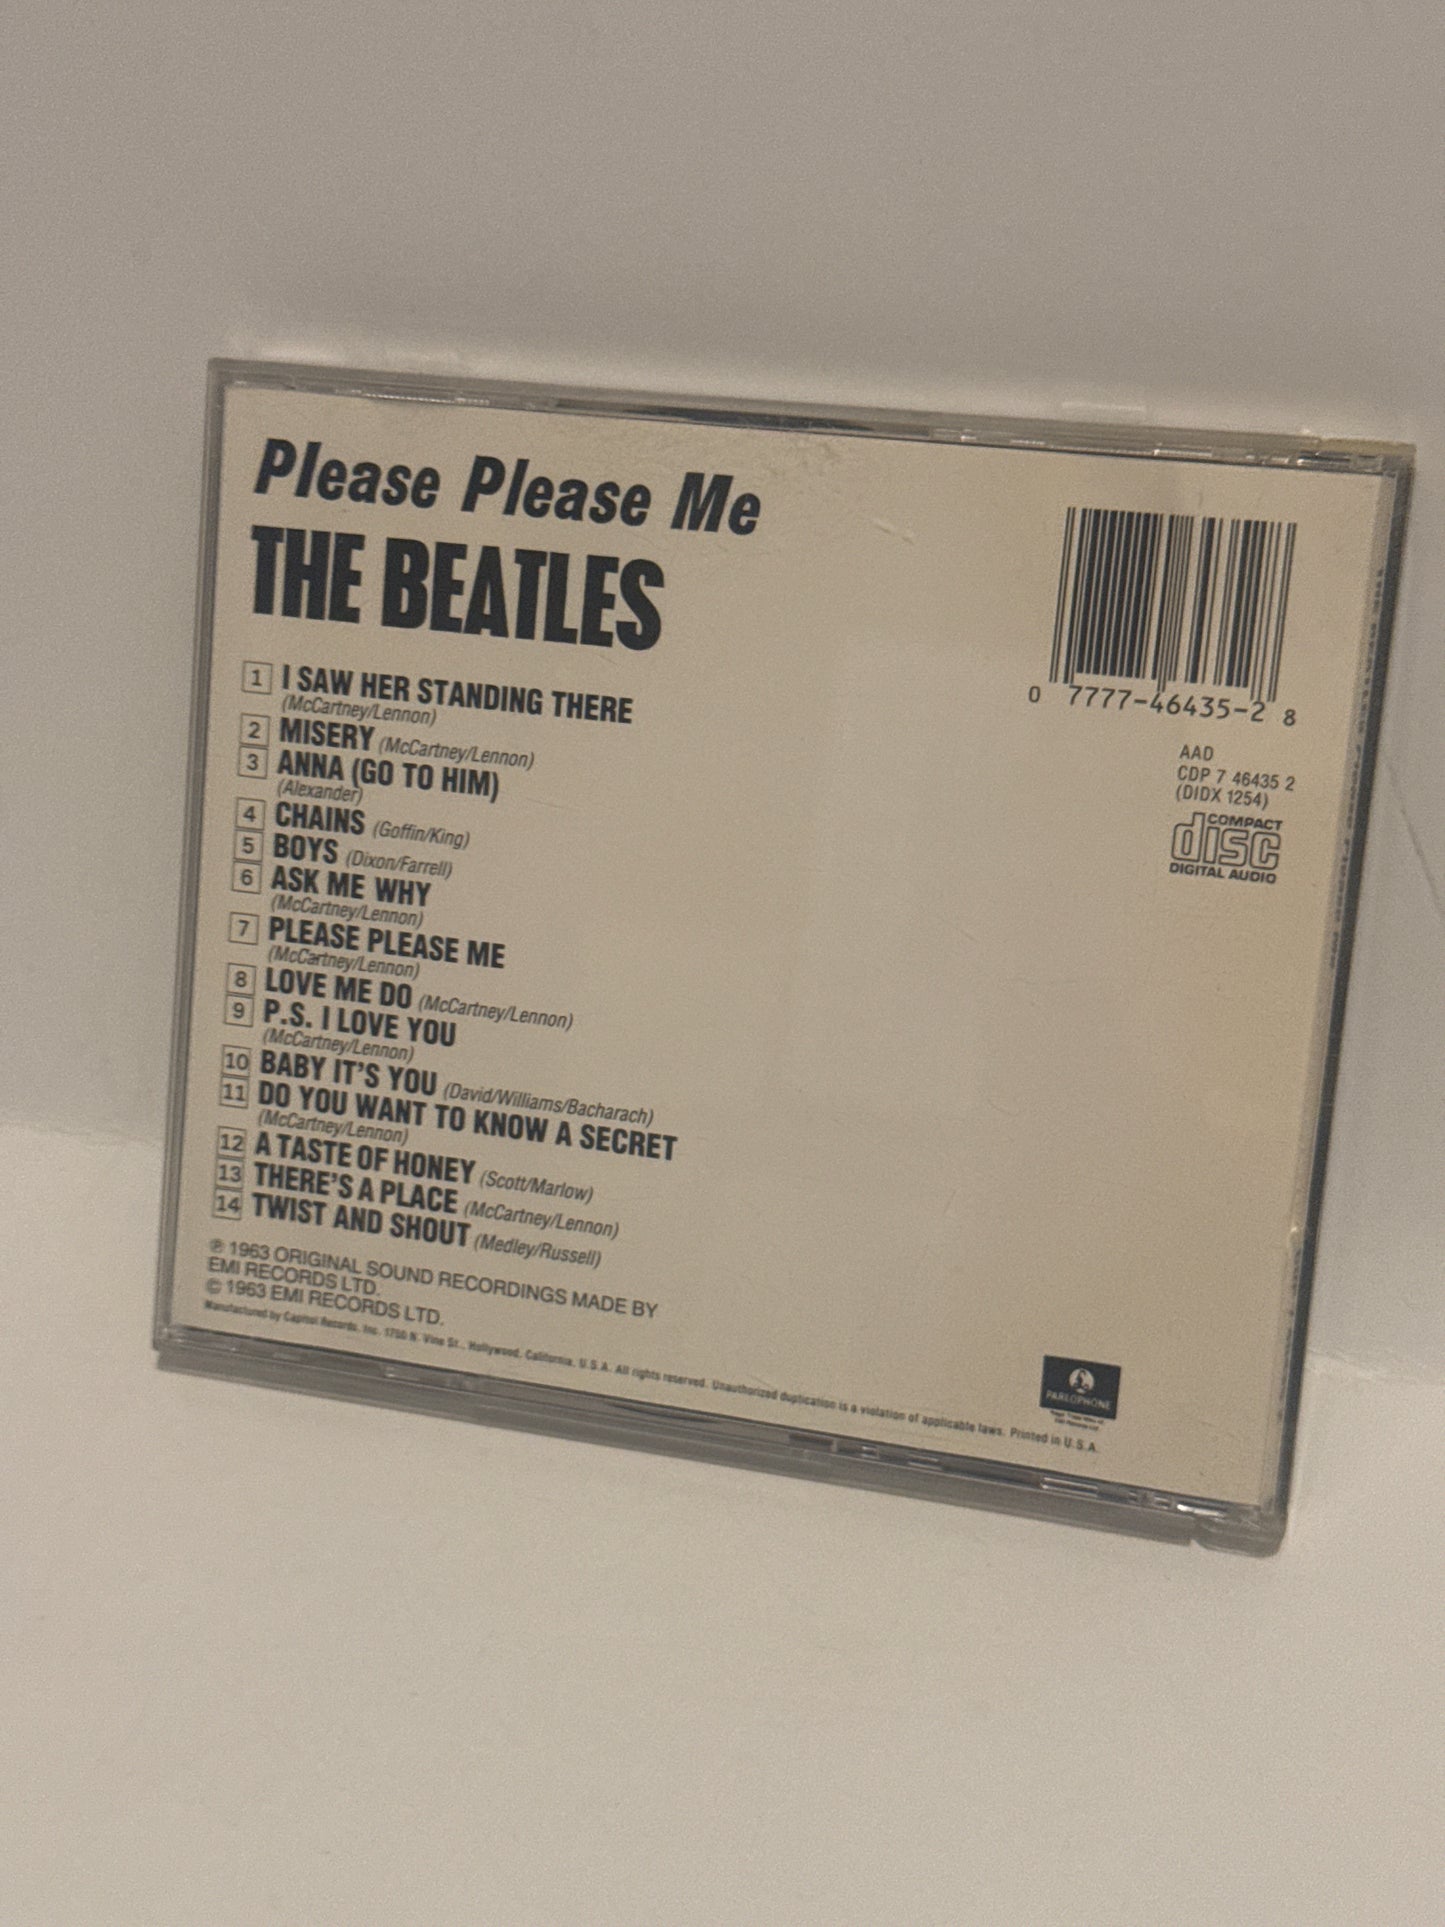 Please Please Me
THE BEATLES
1 I SAW HER STANDING THERE
(McCartney/Lennon)
2 MISERY (McCartney/Lennon)
3 ANNA (GO TO HIM)
(Alexander)
4 CHAINS (Goffin/King)
5 BOYS (Dixon/Farrell)
6 ASK ME WHY
(McCartney/Lennon)
7 PLEASE PLEASE ME
(McCartney/Lennon)
8 LOVE ME DO (McCartney/Lennon)
9 P.S. I LOVE YOU
(McCartney/Lennon)
10 BABY IT'S YOU (David/Williams/Bacharach)
11 DO YOU WANT TO KNOW A SECRET
(McCartney/Lennon)
12 A TASTE OF HONEY (Scott/Marlow)
13 THERE'S A PLACE (McCartney/Lennon)
14 TWIST AND SHOUT (Medley/Russell)
℗ 1963 ORIGINAL SOUND RECORDINGS MADE BY
EMI RECORDS LTD.
© 1963 EMI RECORDS LTD.
Manufactured by Capitol Records, Inc. 1750 N. Vine St., Hollywood, California, U.S.A. All rights reserved. Unauthorized duplication is a violation of applicable laws. Printed in U.S.A.
0 7777-46435-2 8
AAD
CDP 7 46435 2
(DIDX 1254)
COMPACT
disc
DIGITAL AUDIO
PARLOPHONE